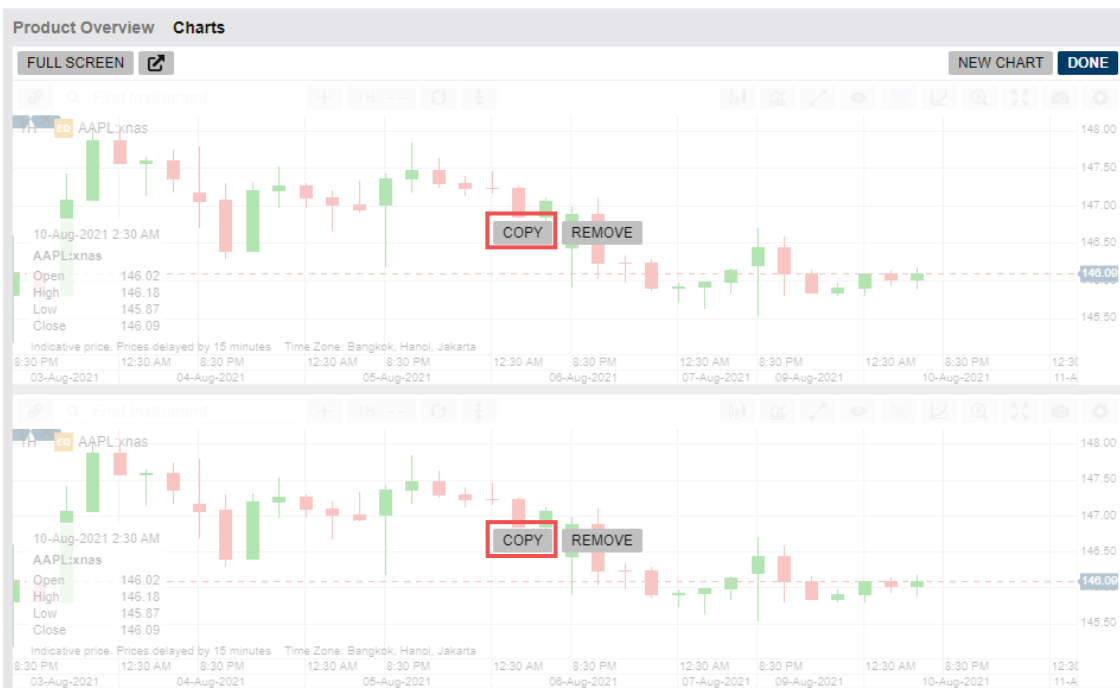 Product Overview Charts
FULL SCREEN NEW CHART DONE
Find Instrument 1H
1H EQ AAPL:xnas
148.00
147.50
147.00
COPY REMOVE
10-Aug-2021 2:30 AM
146.50
AAPL:xnas
Open 146.02
146.09
High 146.18
Low 145.87
145.50
Close 146.09
Indicative price. Prices delayed by 15 minutes Time Zone: Bangkok, Hanoi, Jakarta
8:30 PM 12:30 AM 8:30 PM 12:30 AM 8:30 PM 12:30 AM 8:30 PM 12:30 AM 8:30 PM 12:30 AM 8:30 PM 12:30
03-Aug-2021 04-Aug-2021 05-Aug-2021 06-Aug-2021 07-Aug-2021 09-Aug-2021 10-Aug-2021 11-A
Find Instrument 1H
1H EQ AAPL:xnas
148.00
147.50
147.00
10-Aug-2021 2:30 AM COPY REMOVE
146.50
AAPL:xnas
Open 146.02
146.09
High 146.18
Low 145.87
145.50
Close 146.09
Indicative price. Prices delayed by 15 minutes Time Zone: Bangkok, Hanoi, Jakarta
8:30 PM 12:30 AM 8:30 PM 12:30 AM 8:30 PM 12:30 AM 8:30 PM 12:30 AM 8:30 PM 12:30 AM 8:30 PM 12:30
03-Aug-2021 04-Aug-2021 05-Aug-2021 06-Aug-2021 07-Aug-2021 09-Aug-2021 10-Aug-2021 11-A